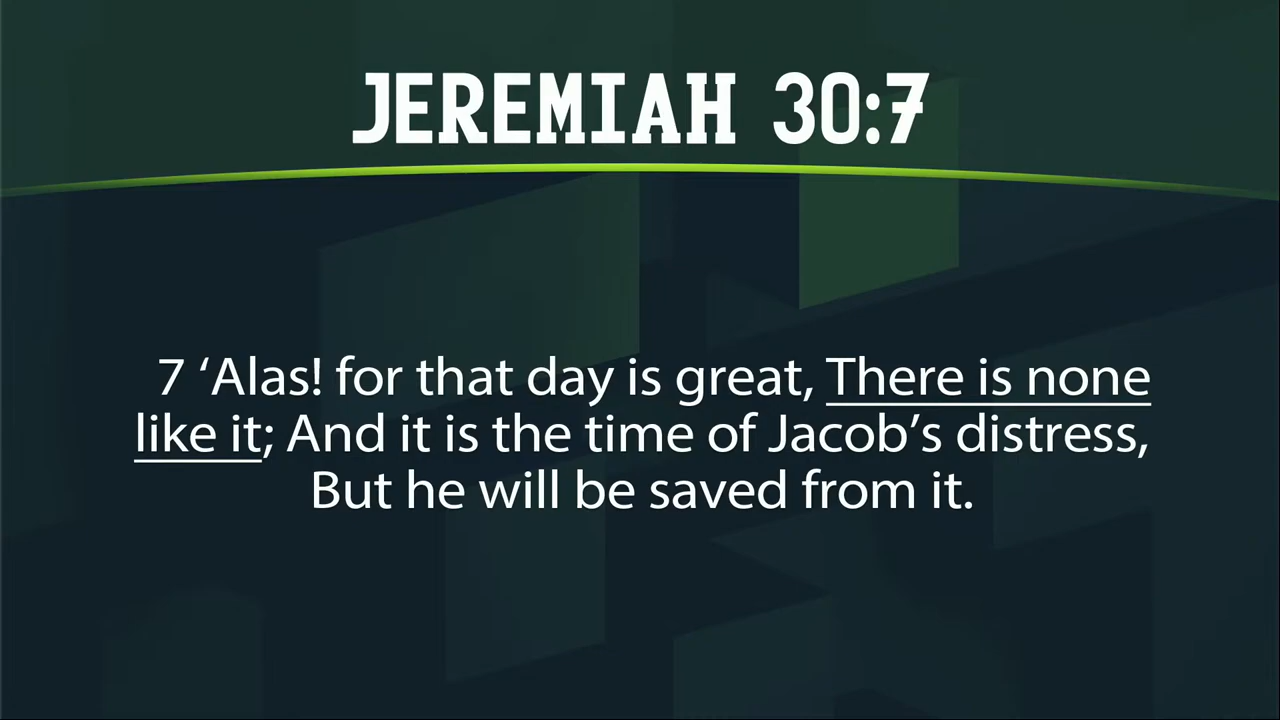 JEREMIAH 30:7
7 ‘Alas! for that day is great, There is none
like it; And it is the time of Jacob’s distress,
But he will be saved from it.